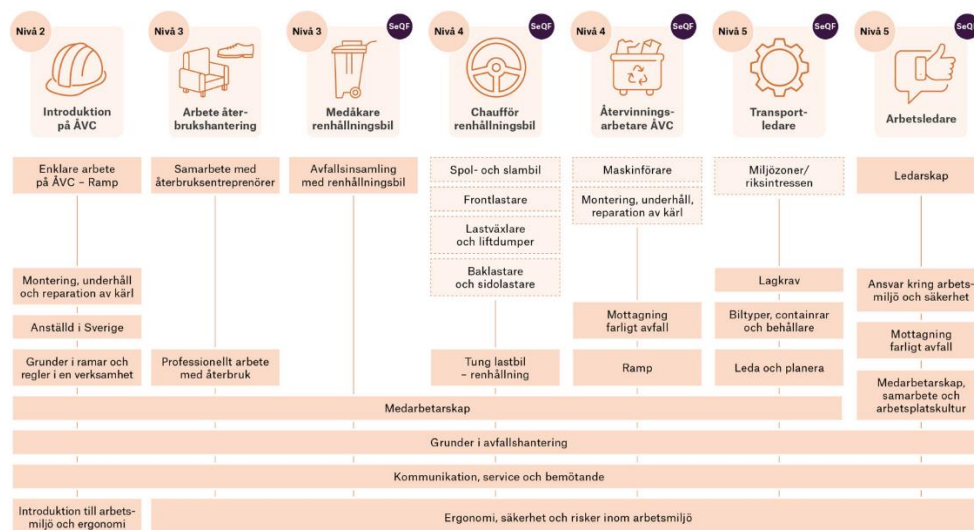 Nivå 2
Introduktion
på ÅVC
Nivå 3
Arbete åter-
brukshantering
Nivå 3
SeQF
Medåkare
renhållningsbil
Nivå 4
SeQF
Chaufför
renhållningsbil
Nivå 4
SeQF
Återvinnings-
arbetare ÅVC
Nivå 5
SeQF
Transport-
ledare
Nivå 5
SeQF
Arbetsledare
Enklare arbete
på ÅVC – Ramp
Samarbete med
återbruksentreprenörer
Avfallsinsamling
med renhållningsbil
Spol- och slambil
Maskinförare
Miljözoner/
riksintressen
Ledarskap
Frontlastare
Montering, underhåll,
reparation av kärl
Lastväxlare
och liftdumper
Baklastare
och sidolastare
Montering, underhåll
och reparation av kärl
Lagkrav
Ansvar kring arbets-
miljö och säkerhet
Anställd i Sverige
Mottagning
farligt avfall
Biltyper, containrar
och behållare
Mottagning
farligt avfall
Grunder i ramar och
regler i en verksamhet
Professionellt arbete
med återbruk
Tung lastbil
– renhållning
Ramp
Leda och planera
Medarbetarskap,
samarbete och
arbetsplatskultur
Medarbetarskap
Grunder i avfallshantering
Kommunikation, service och bemötande
Introduktion till arbets-
miljö och ergonomi
Ergonomi, säkerhet och risker inom arbetsmiljö